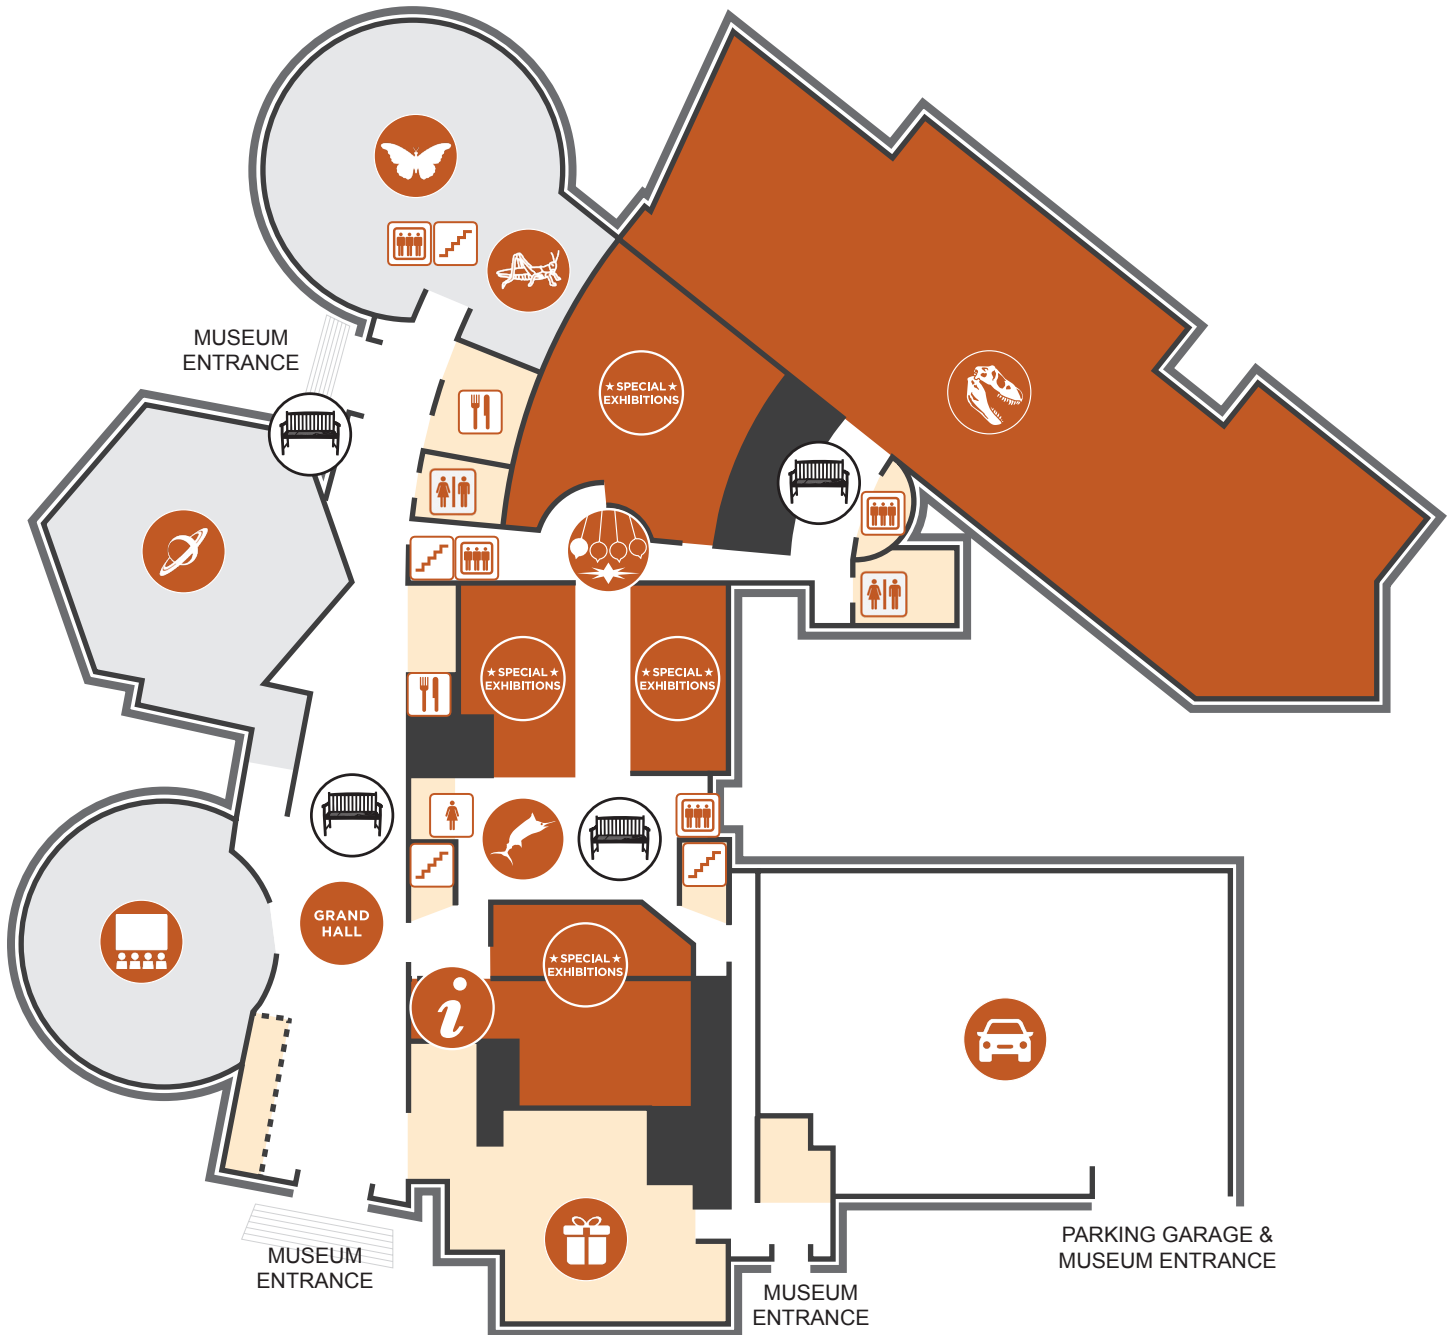 MUSEUM
ENTRANCE
★ SPECIAL ★
EXHIBITIONS
★ SPECIAL ★
EXHIBITIONS
★ SPECIAL ★
EXHIBITIONS
GRAND
HALL
★ SPECIAL ★
EXHIBITIONS
i
MUSEUM
ENTRANCE
MUSEUM
ENTRANCE
PARKING GARAGE &
MUSEUM ENTRANCE